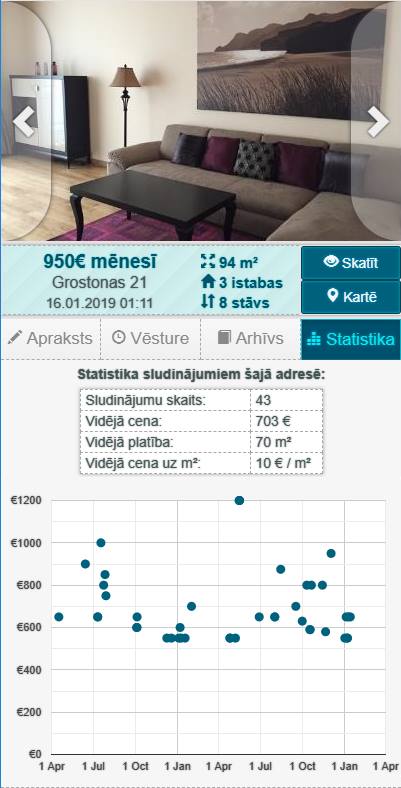 950€ mēnesī
Grostonas 21
16.01.2019 01:11
94 m²
3 istabas
8 stāvs
Skatīt
Kartē
Apraksts
Vēsture
Arhīvs
Statistika
Statistika sludinājumiem šajā adresē:
Sludinājumu skaits: 43
Vidējā cena: 703 €
Vidējā platība: 70 m²
Vidējā cena uz m²: 10 € / m²
€1200
€1000
€800
€600
€400
€200
€0
1 Apr 1 Jul 1 Oct 1 Jan 1 Apr 1 Jul 1 Oct 1 Jan 1 Apr